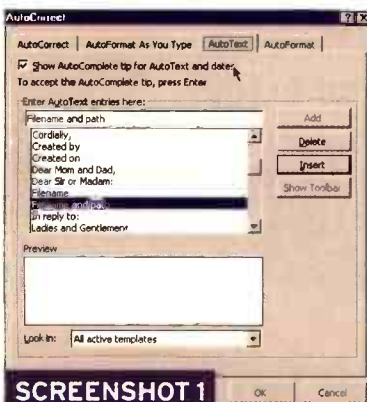 AutoCorrect
AutoCorrect AutoFormat As You Type AutoText AutoFormat
Show AutoComplete tip for AutoText and dates
To accept the AutoComplete tip, press Enter
Enter AutoText entries here:
Filename and path
Add
Cordially,
Created by
Created on
Dear Mom and Dad,
Dear Sir or Madam:
Filename
Filename and path
In reply to:
Ladies and Gentlemen
Delete
Insert
Show Toolbar
Preview
Look in: All active templates
SCREENSHOT 1
OK Cancel